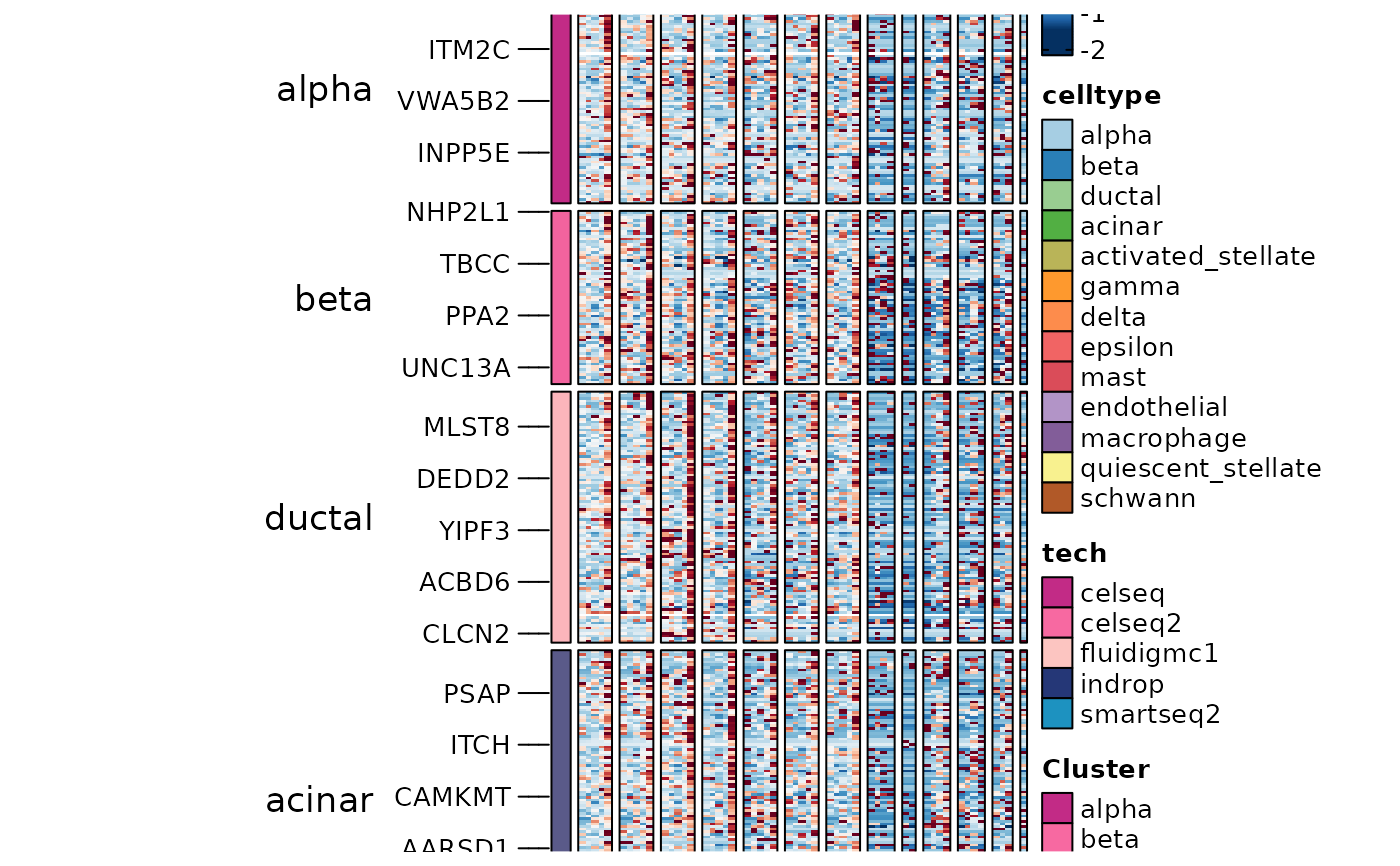 alpha
ITM2C
VWA5B2
INPP5E
beta
NHP2L1
TBCC
PPA2
UNC13A
ductal
MLST8
DEDD2
YIPF3
ACBD6
CLCN2
acinar
PSAP
ITCH
CAMKMT
AARSD1
-1
-2
celltype
alpha
beta
ductal
acinar
activated_stellate
gamma
delta
epsilon
mast
endothelial
macrophage
quiescent_stellate
schwann
tech
celseq
celseq2
fluidigmc1
indrop
smartseq2
Cluster
alpha
beta